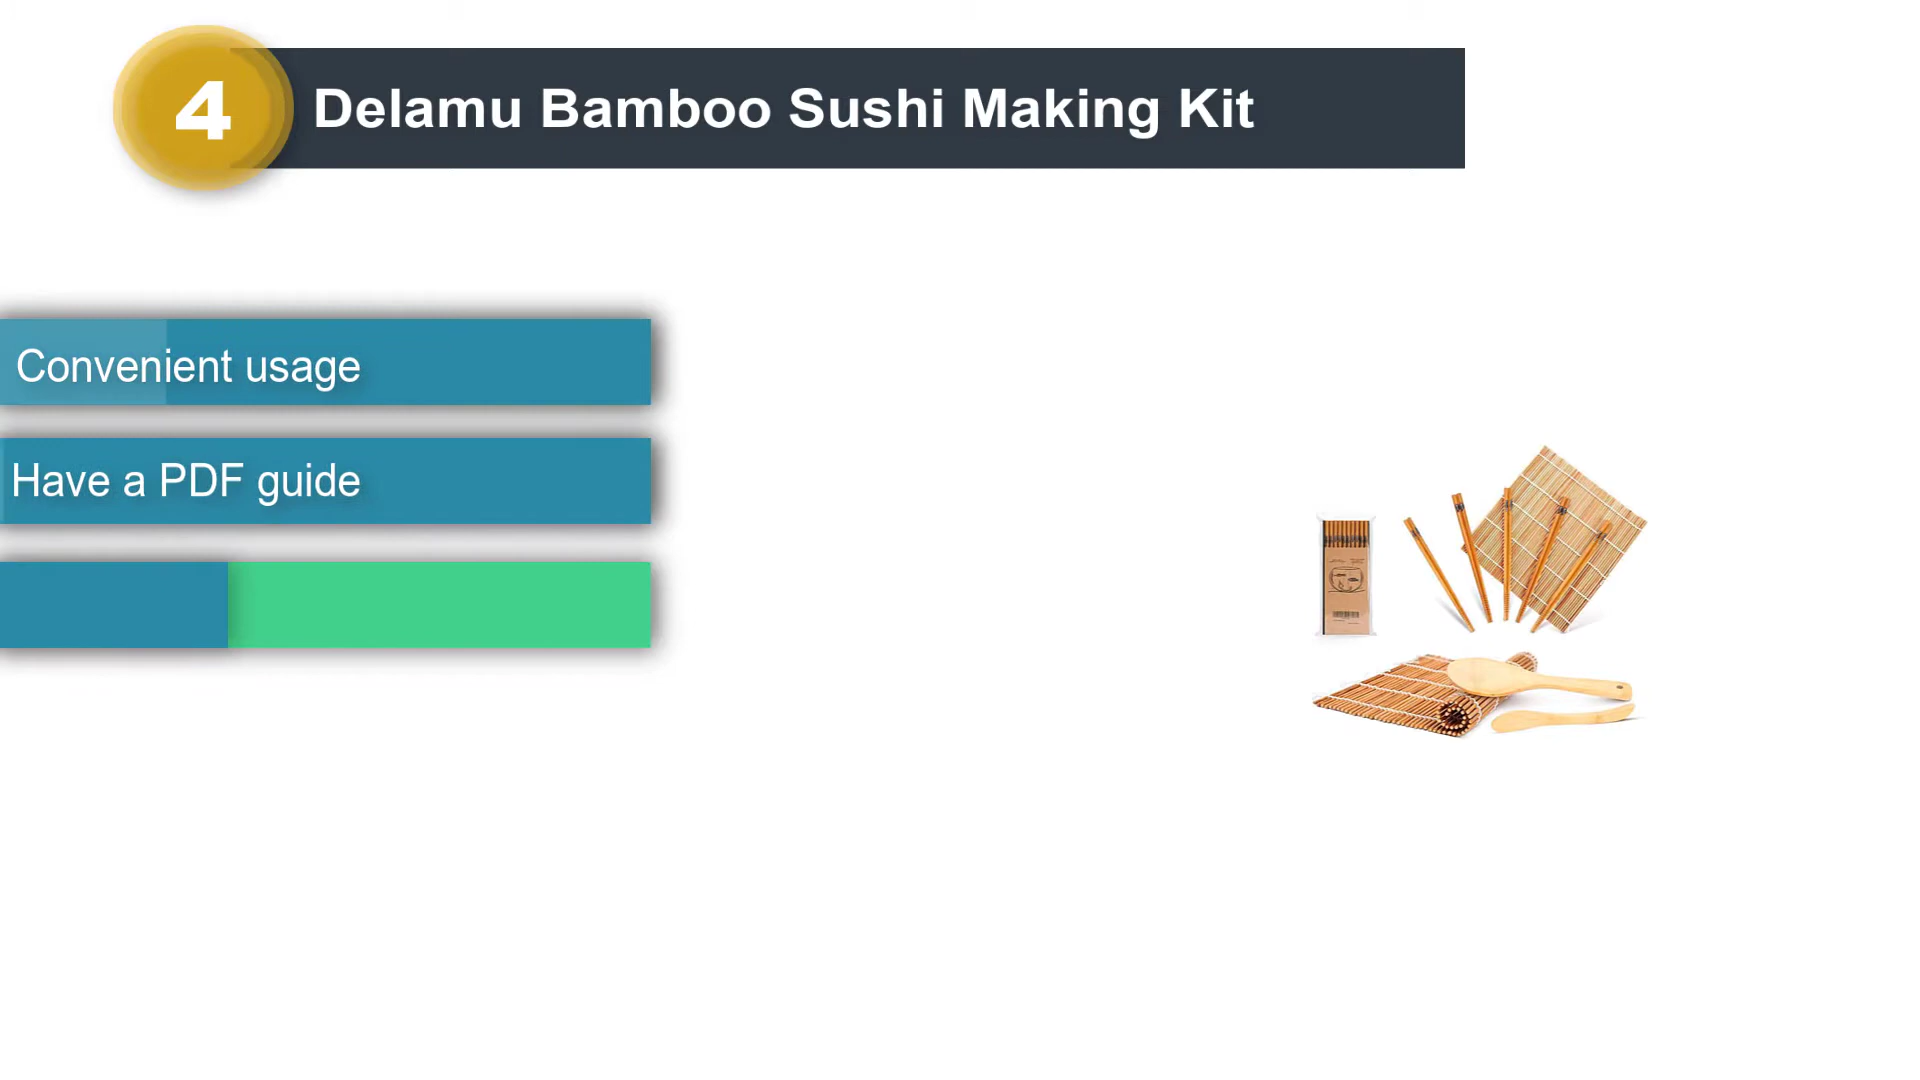 4
Delamu Bamboo Sushi Making Kit
Convenient usage
Have a PDF guide